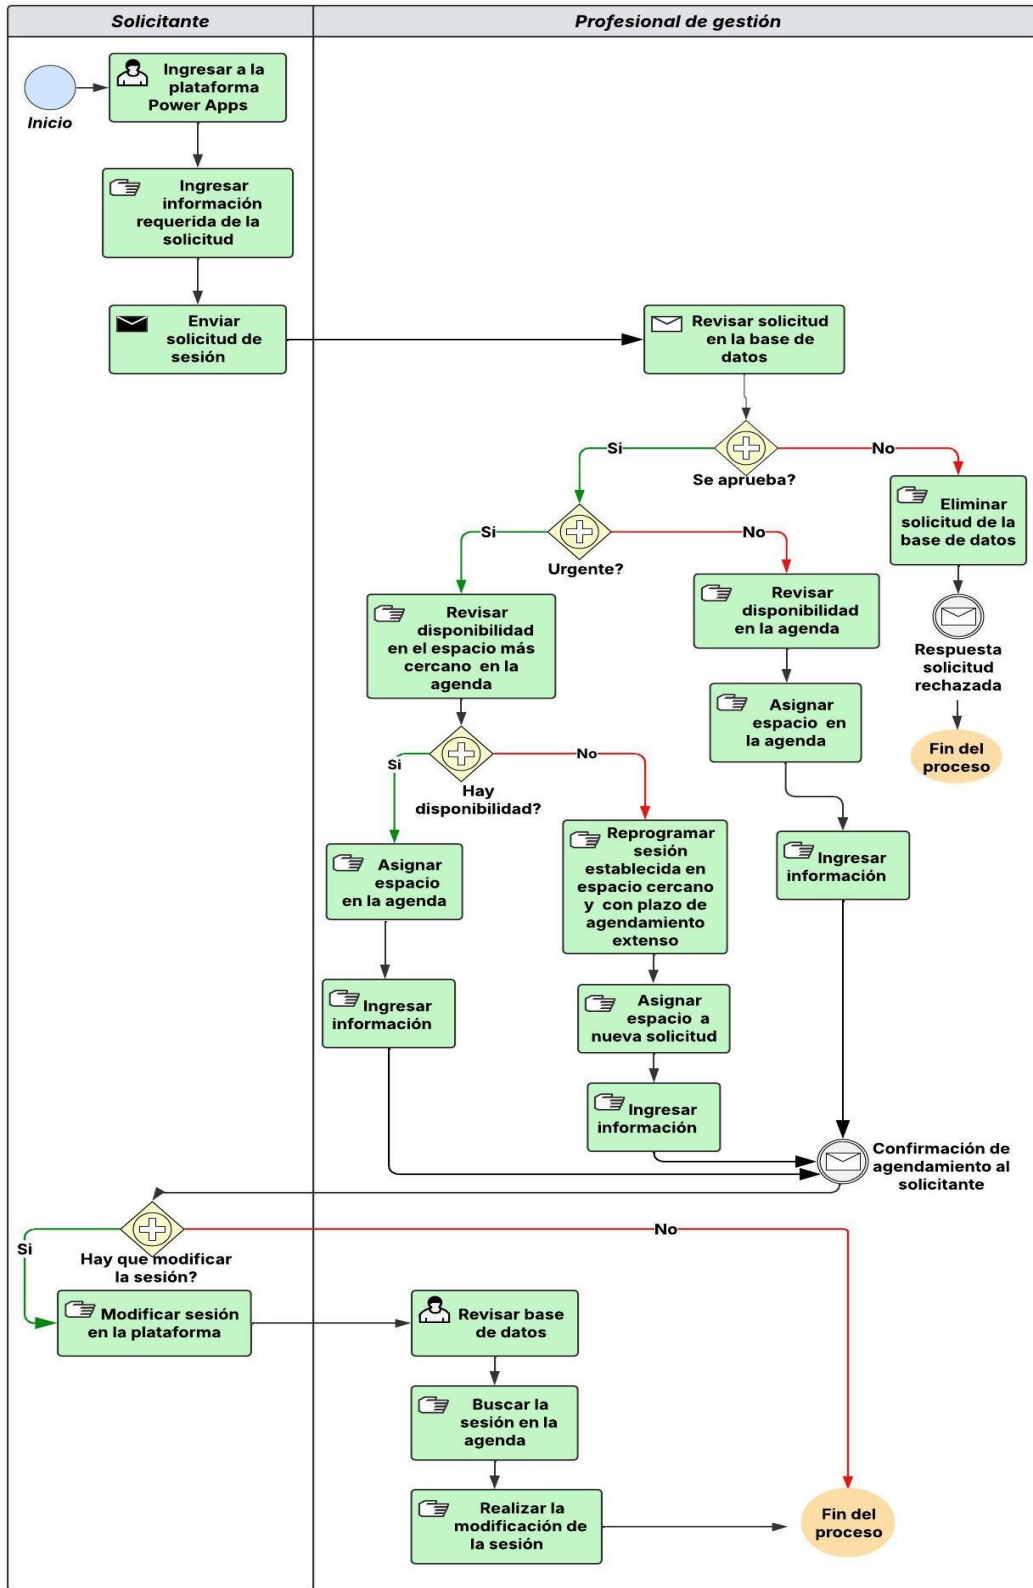 Solicitante
Profesional de gestión
Inicio
Ingresar a la
plataforma
Power Apps
Ingresar
información
requerida de la
solicitud
Enviar
solicitud de
sesión
Revisar solicitud
en la base de
datos
Si
No
Se aprueba?
Eliminar
solicitud de la
base de datos
Si
No
Urgente?
Revisar
disponibilidad
en el espacio más
cercano en la
agenda
Revisar
disponibilidad
en la agenda
Respuesta
solicitud
rechazada
Asignar
espacio en
la agenda
Fin del
proceso
Si
No
Hay
disponibilidad?
Asignar
espacio
en la agenda
Reprogramar
sesión
establecida en
espacio cercano
y con plazo de
agendamiento
extenso
Ingresar
información
Ingresar
información
Asignar
espacio a
nueva solicitud
Ingresar
información
Confirmación de
agendamiento al
solicitante
Si
No
Hay que modificar
la sesión?
Modificar sesión
en la plataforma
Revisar base
de datos
Buscar la
sesión en la
agenda
Realizar la
modificación de
la sesión
Fin del
proceso